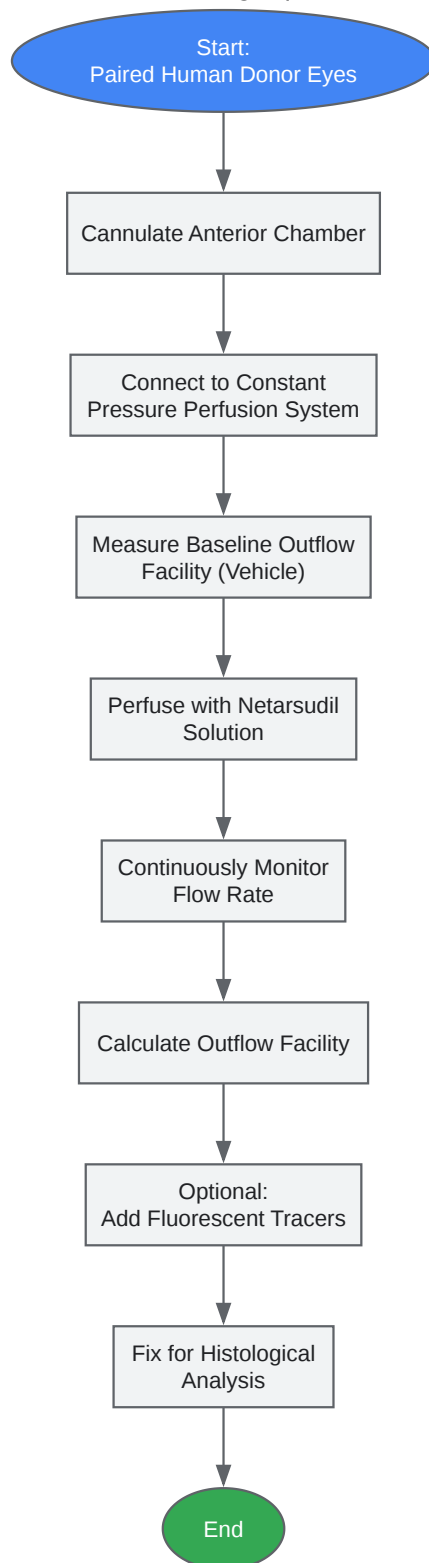 Start:
Paired Human Donor Eyes
Cannulate Anterior Chamber
Connect to Constant
Pressure Perfusion System
Measure Baseline Outflow
Facility (Vehicle)
Perfuse with Netarsudil
Solution
Continuously Monitor
Flow Rate
Calculate Outflow Facility
Optional:
Add Fluorescent Tracers
Fix for Histological
Analysis
End